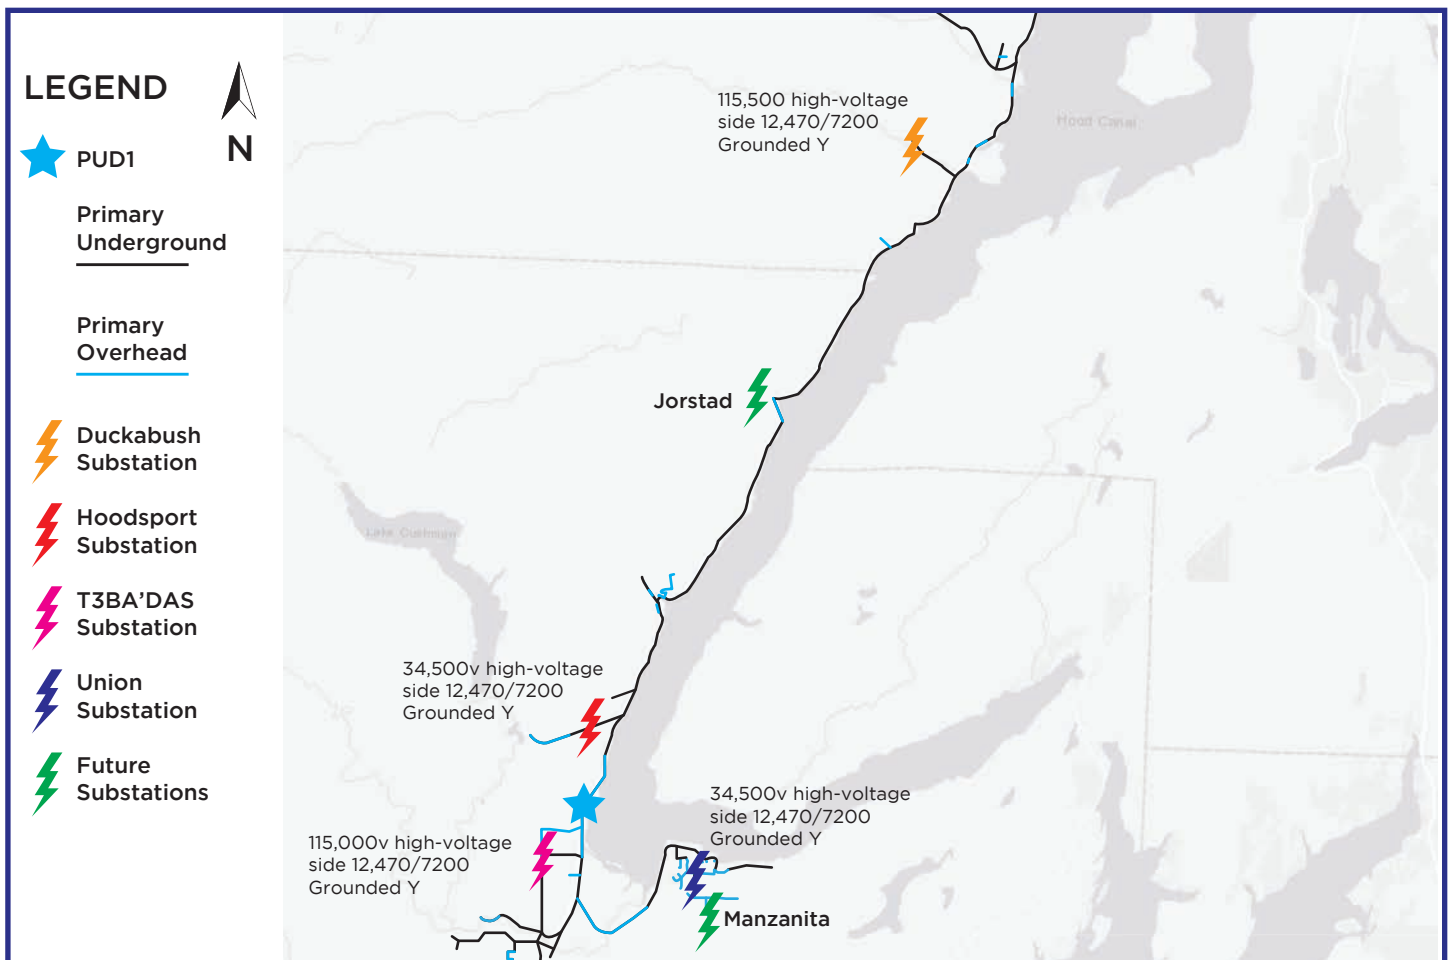 LEGEND
N
PUD1
Primary
Underground
Primary
Overhead
Duckabush
Substation
Hoodsport
Substation
T3BA'DAS
Substation
Union
Substation
Future
Substations
115,500 high-voltage
side 12,470/7200
Grounded Y
Hood Canal
Jorstad
Lake Cushman
34,500v high-voltage
side 12,470/7200
Grounded Y
34,500v high-voltage
side 12,470/7200
Grounded Y
115,000v high-voltage
side 12,470/7200
Grounded Y
Manzanita